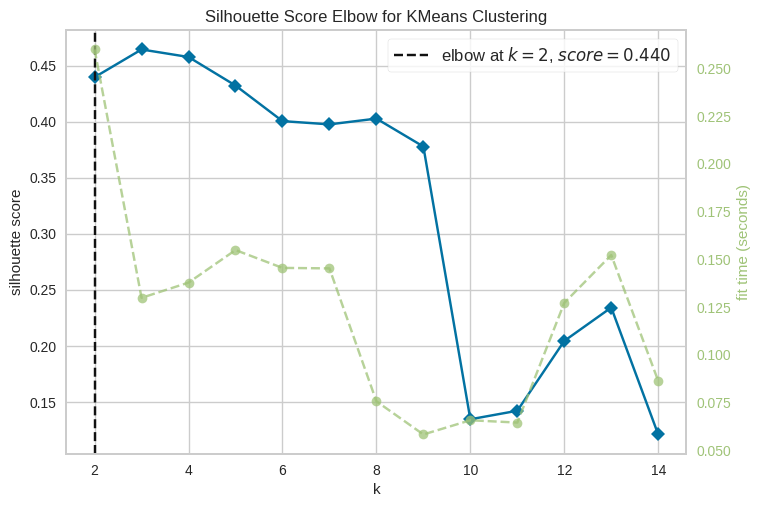 Silhouette Score Elbow for KMeans Clustering
elbow at k = 2, score = 0.440
silhouette score
0.45
0.40
0.35
0.30
0.25
0.20
0.15
0.250
0.225
0.200
0.175
0.150
0.125
0.100
0.075
0.050
fit time (seconds)
2 4 6 8 10 12 14
k